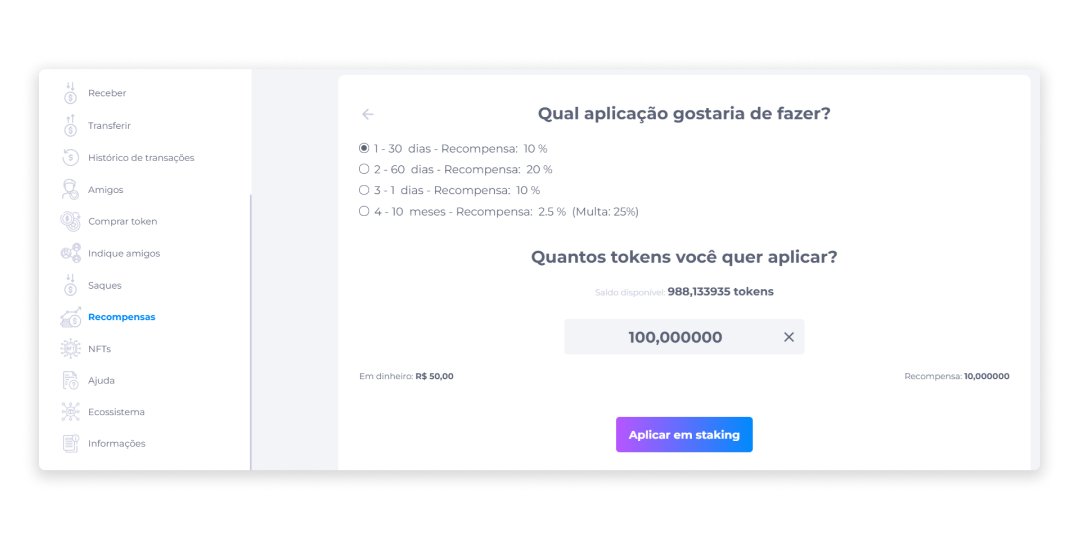 Receber
Transferir
Histórico de transações
Amigos
Comprar token
Indique amigos
Saques
Recompensas
NFTs
Ajuda
Ecossistema
Informações
Qual aplicação gostaria de fazer?
1 - 30 dias - Recompensa: 10 %
2 - 60 dias - Recompensa: 20 %
3 - 1 dias - Recompensa: 10 %
4 - 10 meses - Recompensa: 2.5 % (Multa: 25%)
Quantos tokens você quer aplicar?
Saldo disponível: 988,133935 tokens
100,000000
Em dinheiro: R$ 50,00
Recompensa: 10,000000
Aplicar em staking